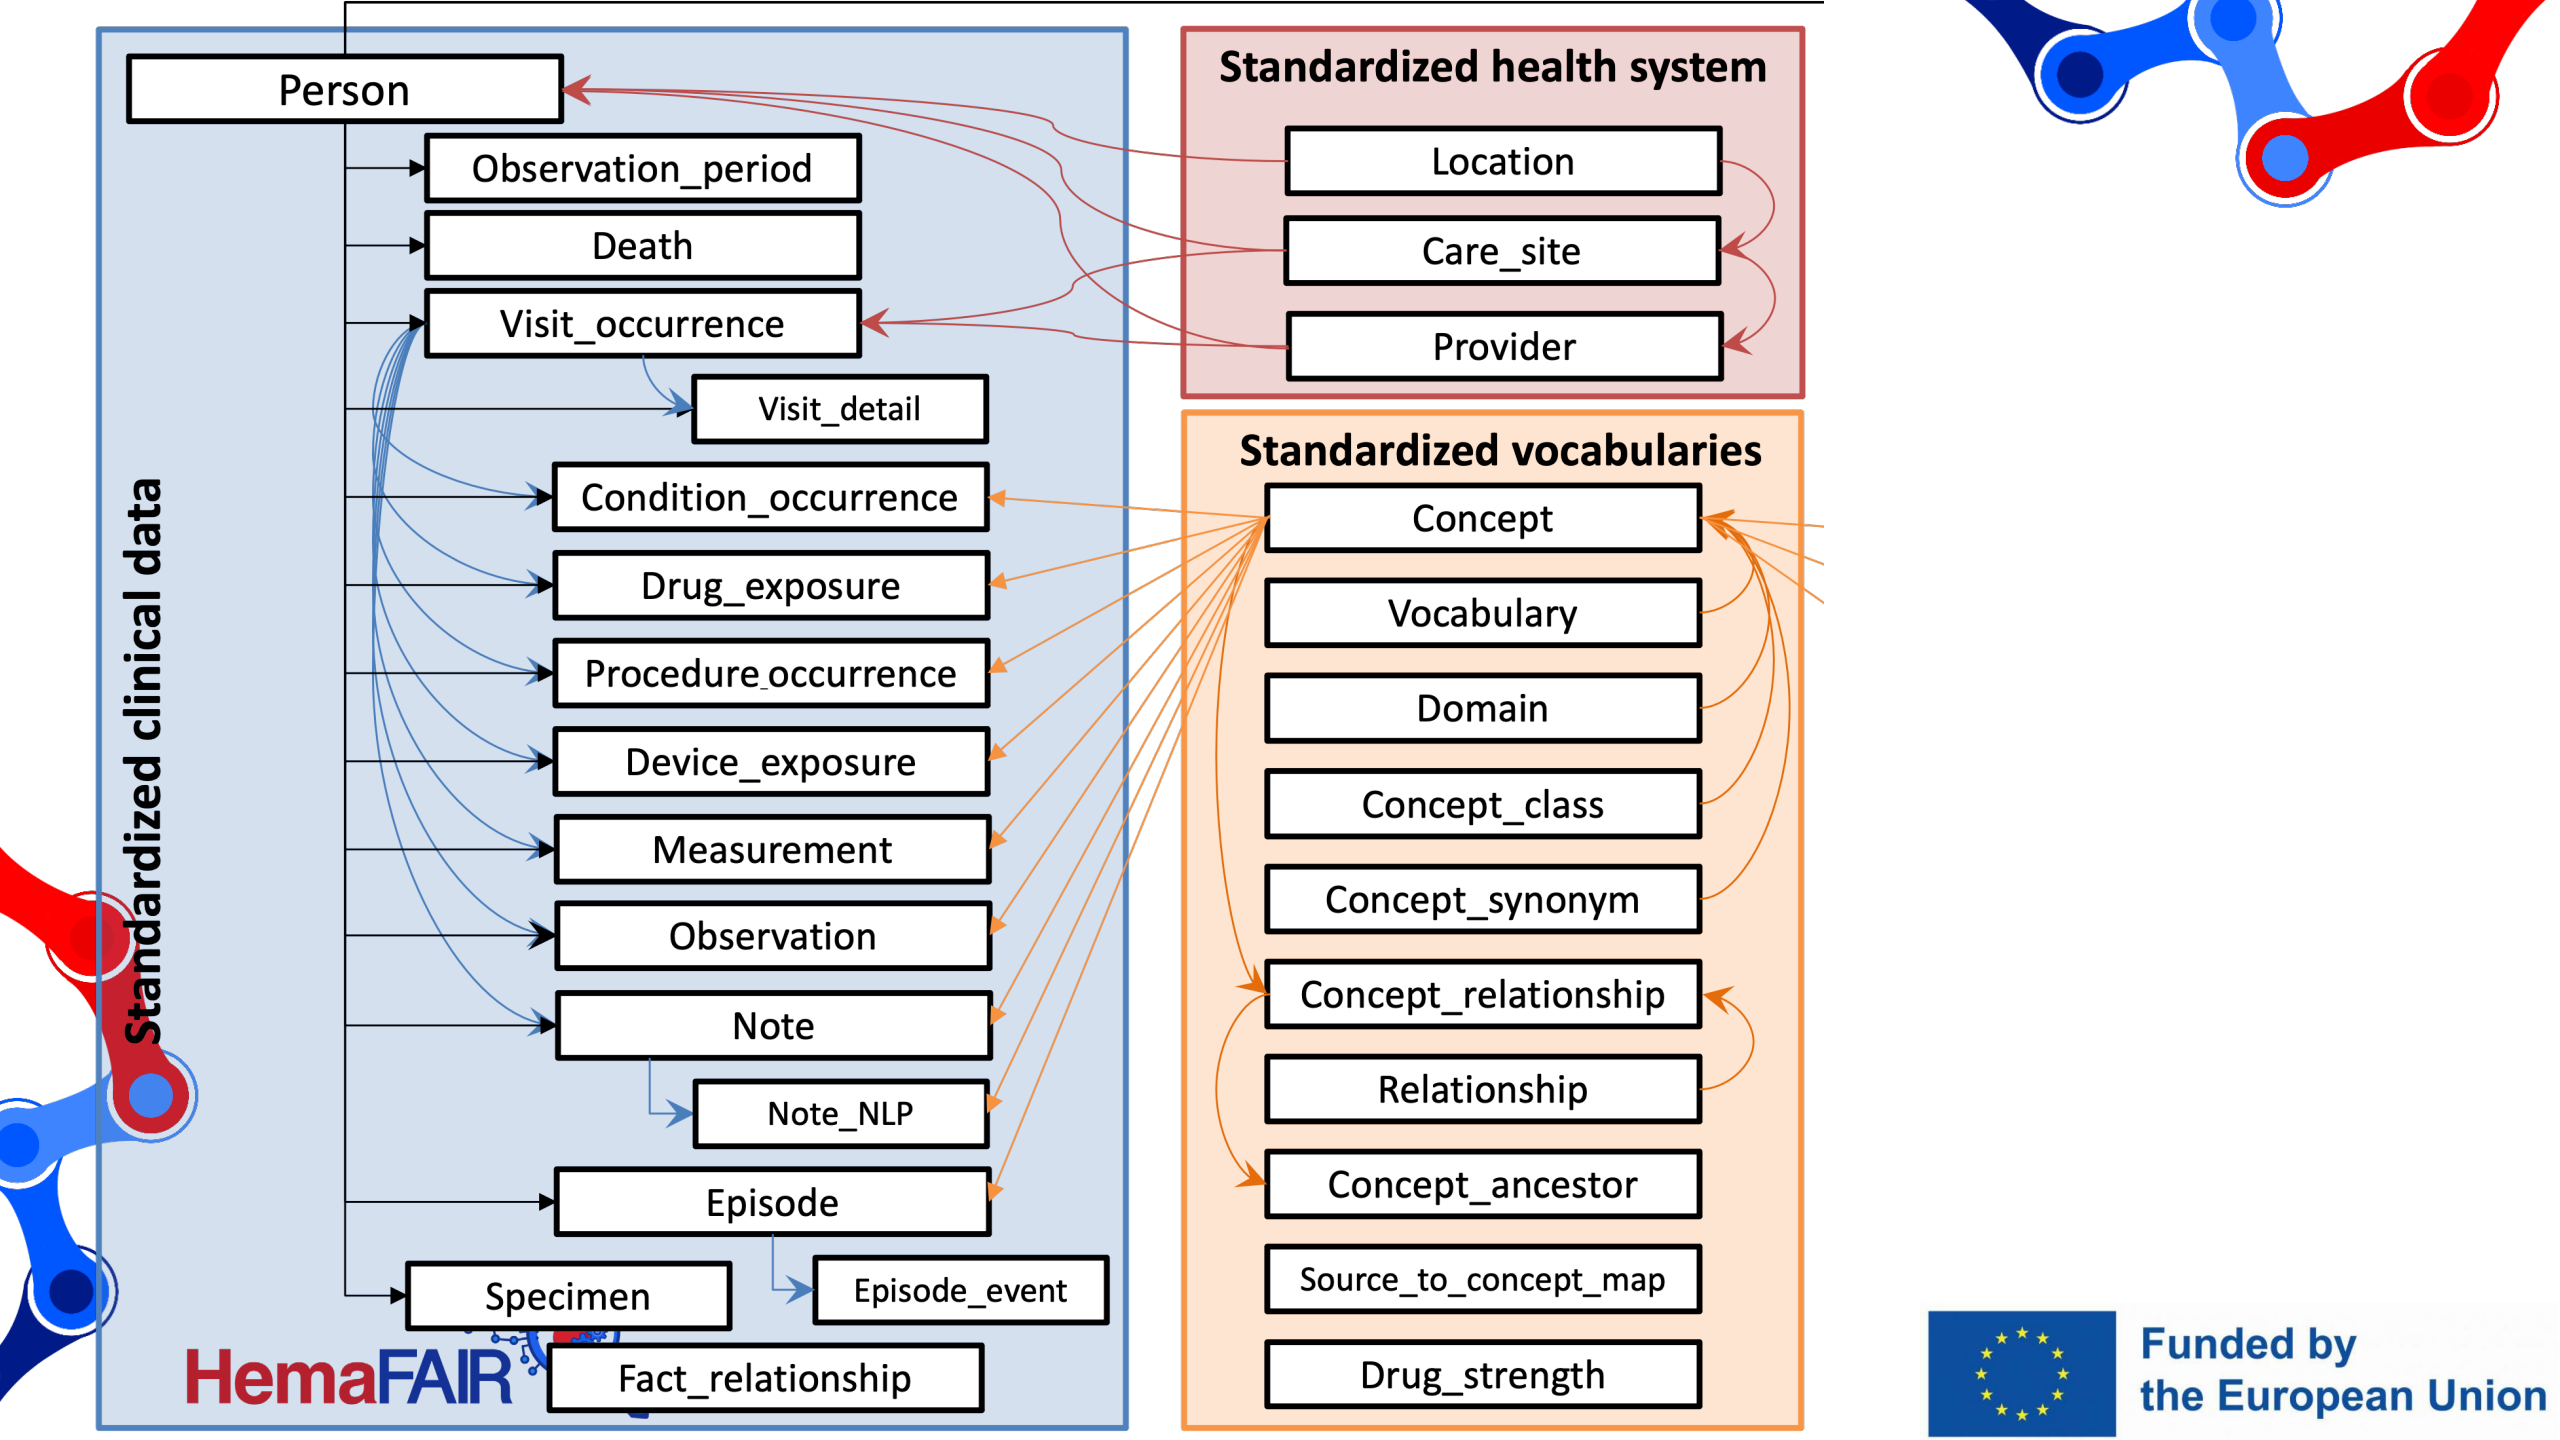 Standardized clinical data
Person
Observation_period
Death
Visit_occurrence
Visit_detail
Condition_occurrence
Drug_exposure
Procedure_occurrence
Device_exposure
Measurement
Observation
Note
Note_NLP
Episode
Episode_event
Specimen
Fact_relationship
HemaFAIR
Standardized health system
Location
Care_site
Provider
Standardized vocabularies
Concept
Vocabulary
Domain
Concept_class
Concept_synonym
Concept_relationship
Relationship
Concept_ancestor
Source_to_concept_map
Drug_strength
Funded by
the European Union